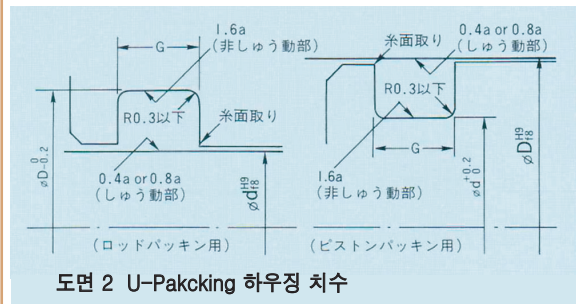 1.6a
(非しゅう動部)
G
R0.3以下
糸面取り
0.4a or 0.8a
(しゅう動部)
øD-0.2 0
ød H9 f8
(ロッドパッキン用)
糸面取り
0.4a or 0.8a
(しゅう動部)
R0.3以下
G
1.6a
(非しゅう動部)
ød +0.2 0
øD H9 f8
(ピストンパッキン用)
도면 2 U-Pakcking 하우징 치수